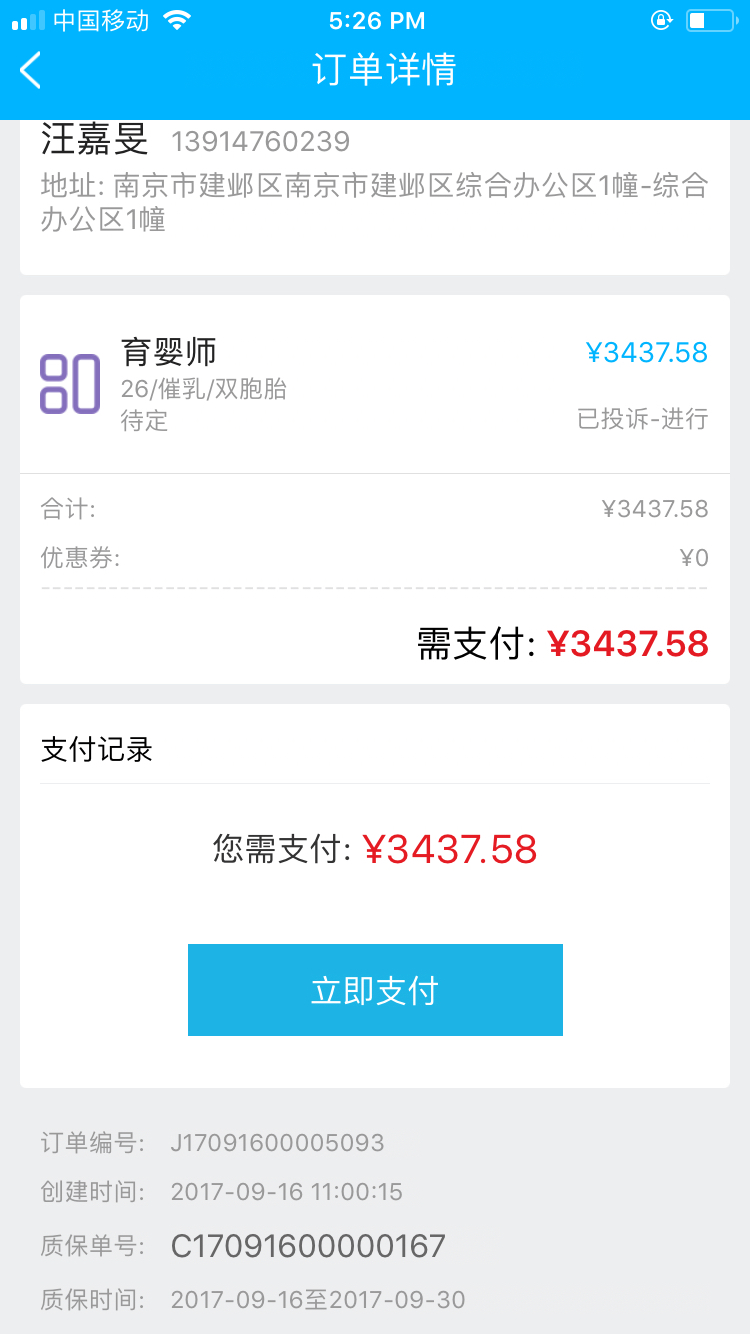 中国移动 5:26 PM
订单详情
汪嘉旻 13914760239
地址: 南京市建邺区南京市建邺区综合办公区1幢-综合
办公区1幢
育婴师 ¥3437.58
26/催乳/双胞胎
待定 已投诉-进行
合计: ¥3437.58
优惠券: ¥0
需支付: ¥3437.58
支付记录
您需支付: ¥3437.58
立即支付
订单编号: J17091600005093
创建时间: 2017-09-16 11:00:15
质保单号: C17091600000167
质保时间: 2017-09-16至2017-09-30